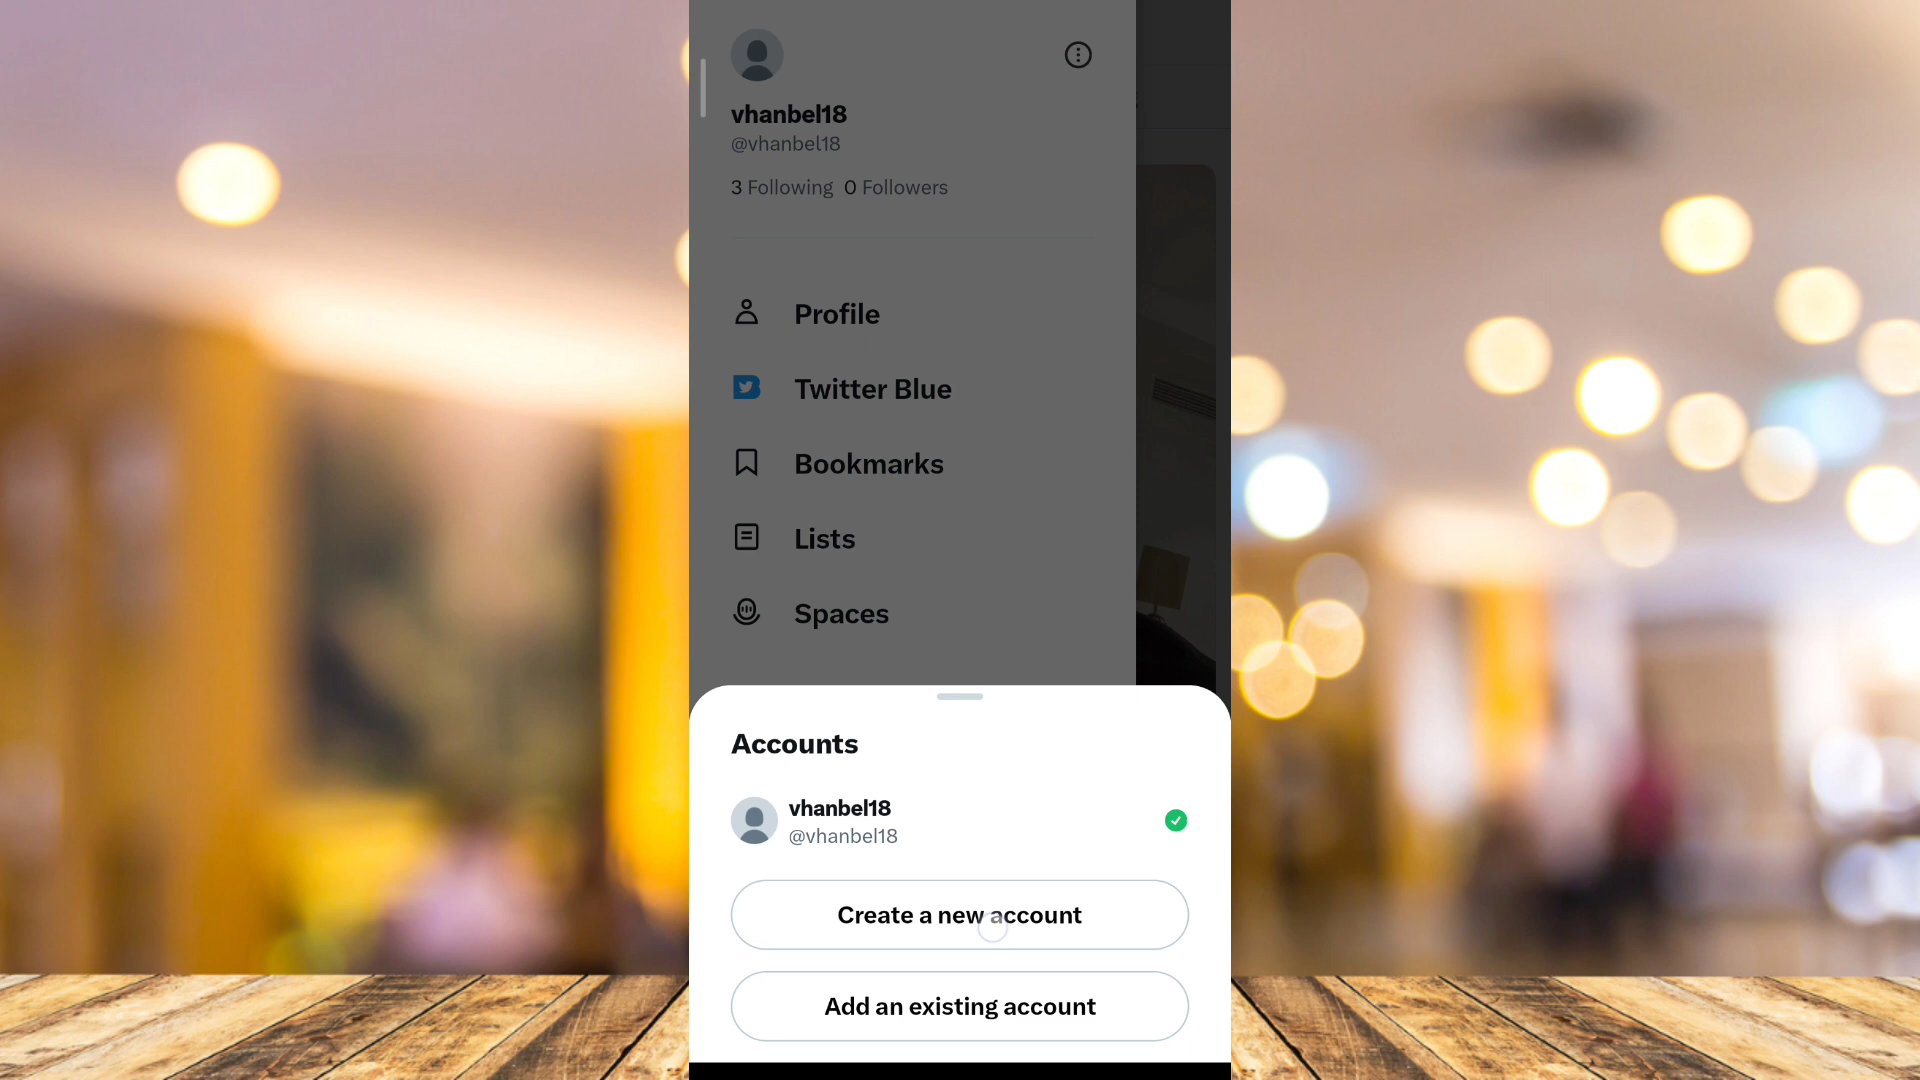 vhanbel18
@vhanbel18
3 Following 0 Followers
Profile
Twitter Blue
Bookmarks
Lists
Spaces
Accounts
vhanbel18
@vhanbel18
Create a new account
Add an existing account